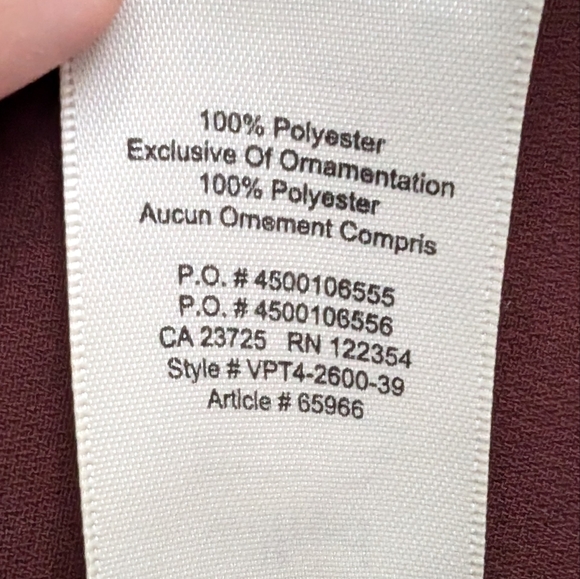 100% Polyester
Exclusive Of Ornamentation
100% Polyester
Aucun Ornement Compris
P.O. # 4500106555
P.O. # 4500106556
CA 23725 RN 122354
Style # VPT4-2600-39
Article # 65966